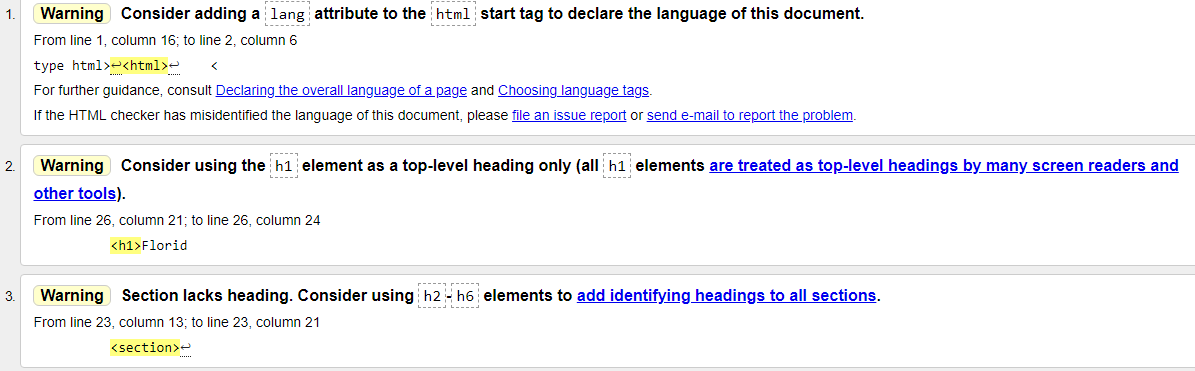 1. Warning Consider adding a lang attribute to the html start tag to declare the language of this document.
From line 1, column 16; to line 2, column 6
type html>↩<html>↩ <
For further guidance, consult Declaring the overall language of a page and Choosing language tags.
If the HTML checker has misidentified the language of this document, please file an issue report or send e-mail to report the problem.
2. Warning Consider using the h1 element as a top-level heading only (all h1 elements are treated as top-level headings by many screen readers and
other tools).
From line 26, column 21; to line 26, column 24
<h1>Florid
3. Warning Section lacks heading. Consider using h2-h6 elements to add identifying headings to all sections.
From line 23, column 13; to line 23, column 21
<section>↩